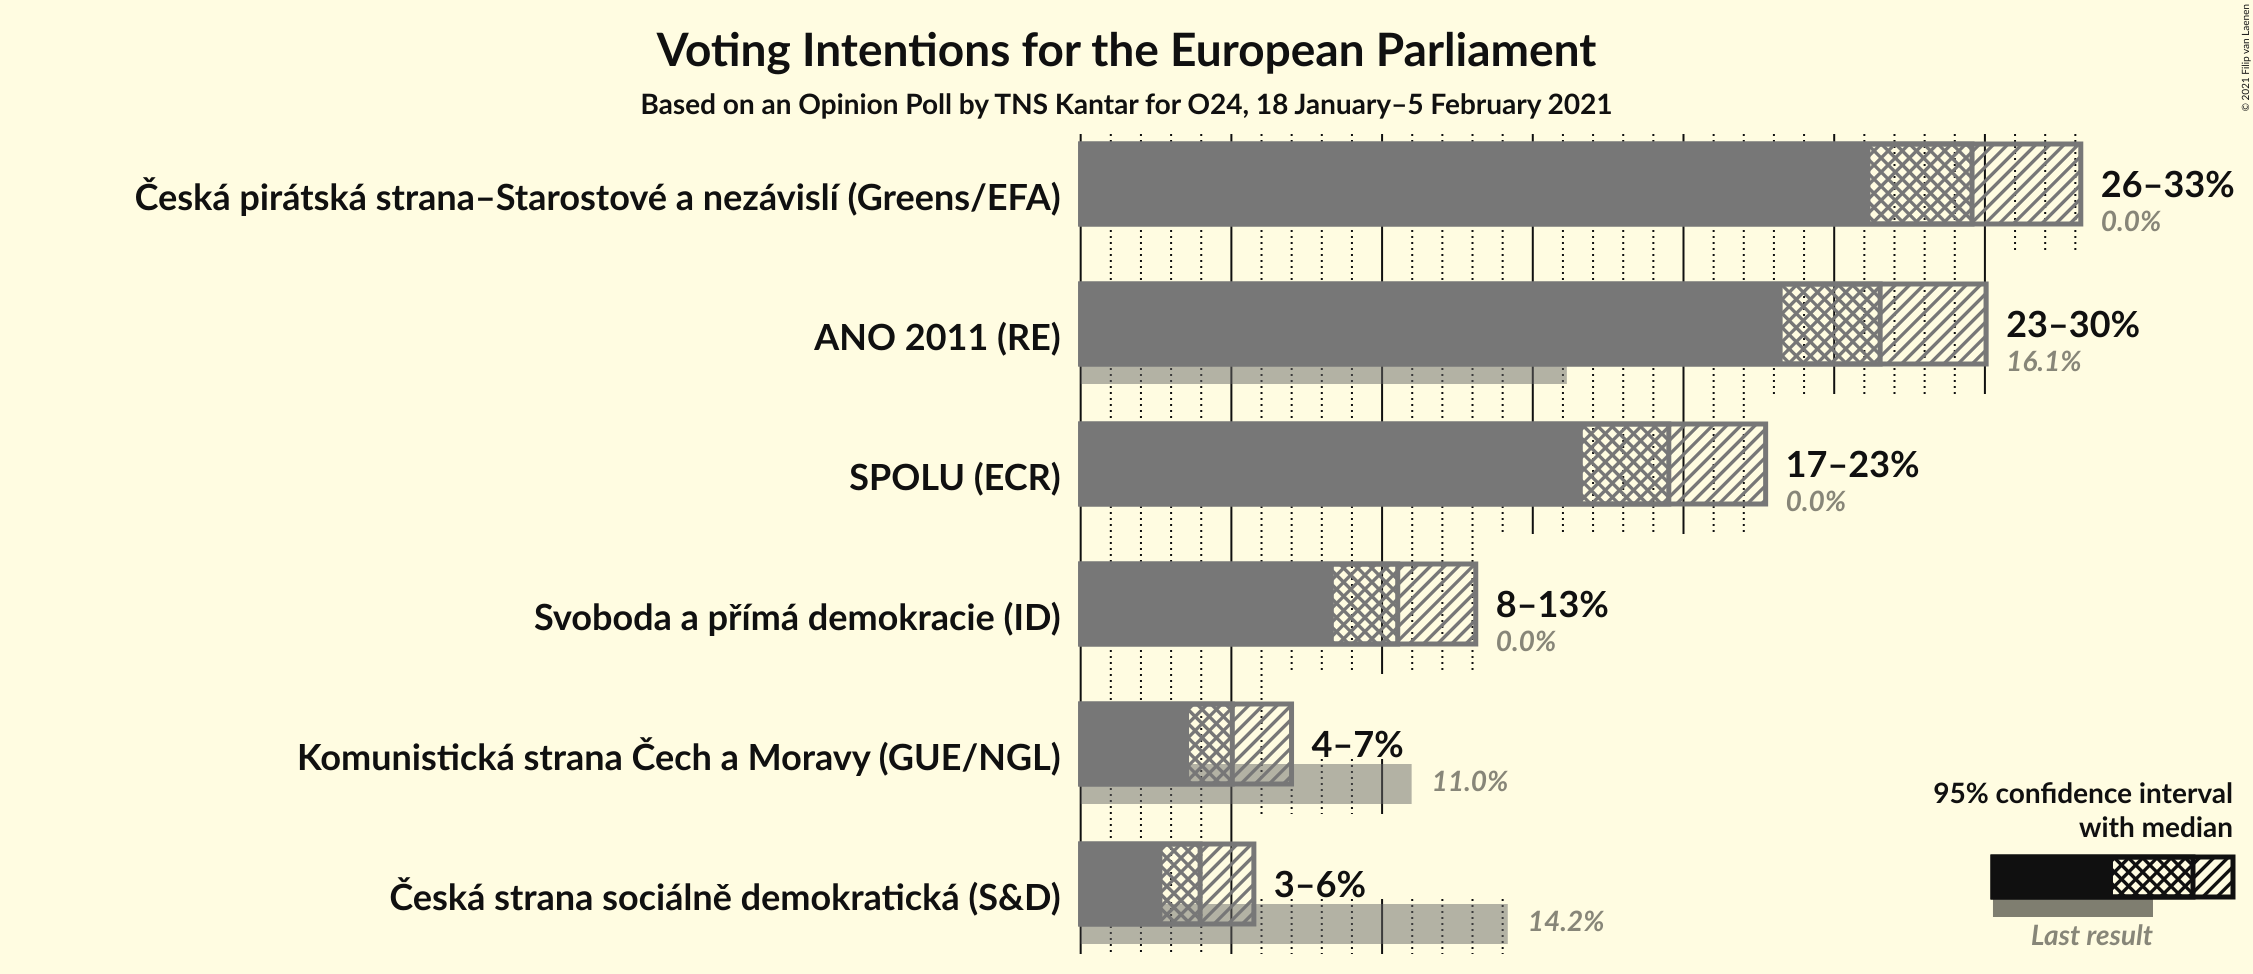 Voting Intentions for the European Parliament
Based on an Opinion Poll by TNS Kantar for O24, 18 January–5 February 2021
© 2021 Filip van Laenen
Česká pirátská strana–Starostové a nezávislí (Greens/EFA)
26–33%
0.0%
ANO 2011 (RE)
23–30%
16.1%
SPOLU (ECR)
17–23%
0.0%
Svoboda a přímá demokracie (ID)
8–13%
0.0%
Komunistická strana Čech a Moravy (GUE/NGL)
4–7%
11.0%
Česká strana sociálně demokratická (S&D)
3–6%
14.2%
95% confidence interval
with median
Last result